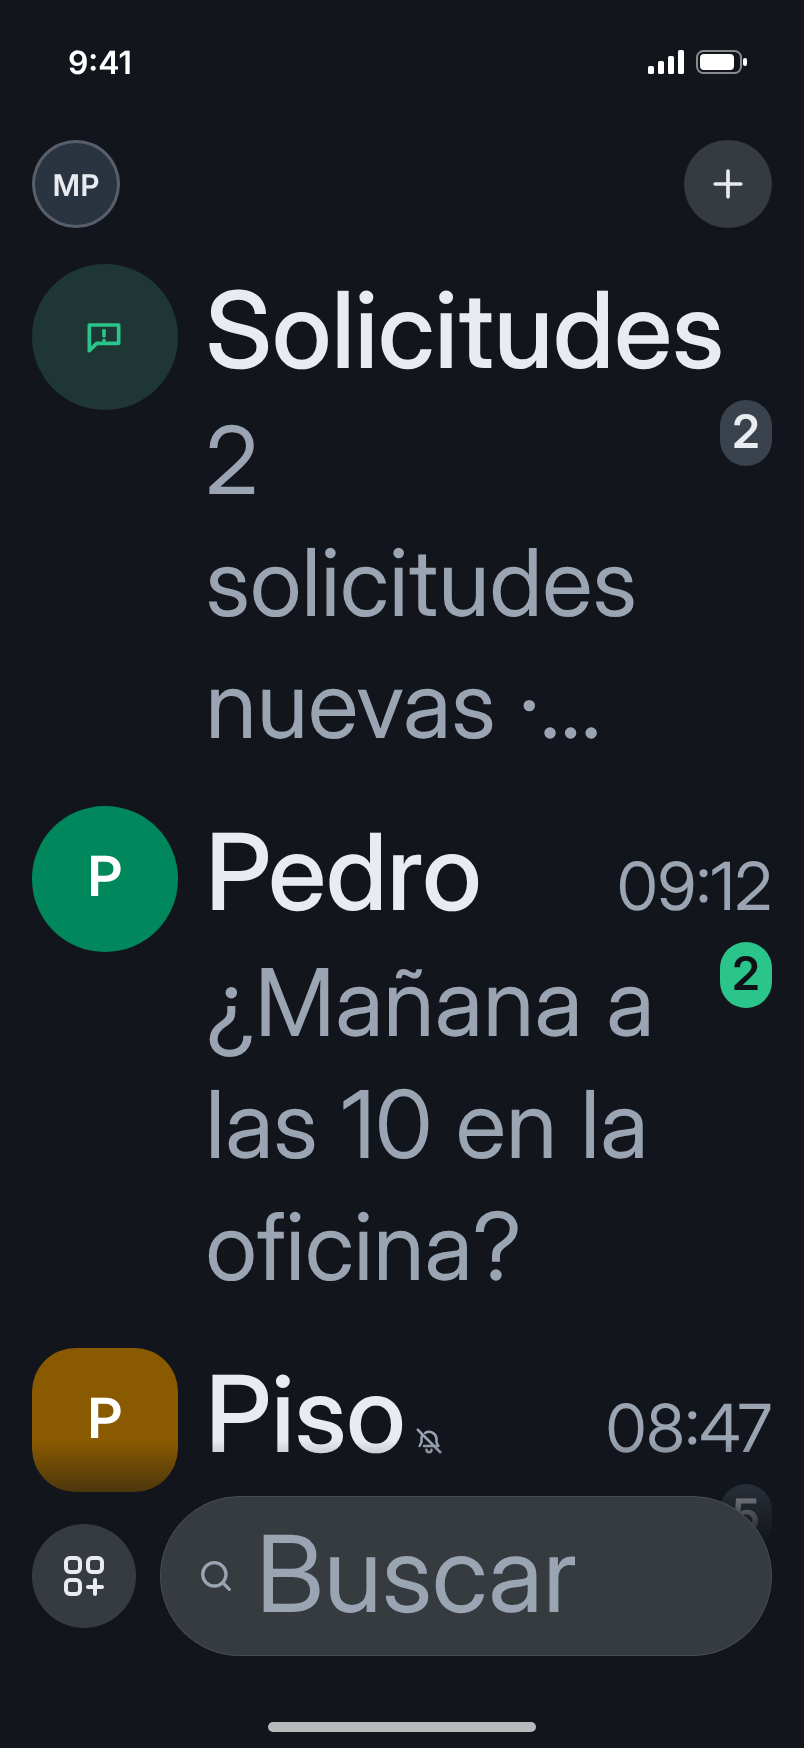 9:41
MP
Solicitudes
2
2
solicitudes
nuevas ·...
P
Pedro
09:12
¿Mañana a
2
las 10 en la
oficina?
P
Piso
08:47
5
Buscar